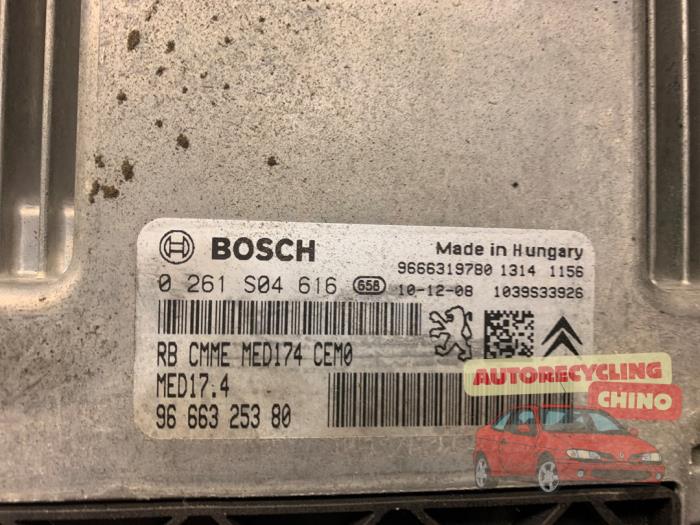 BOSCH
Made in Hungary
9666319780 1314 1156
0 261 S04 616 658 10-12-08 1039S33926
RB CMME MED174 CEM0
MED17.4
96 663 253 80
AUTORECYCLING
CHINO